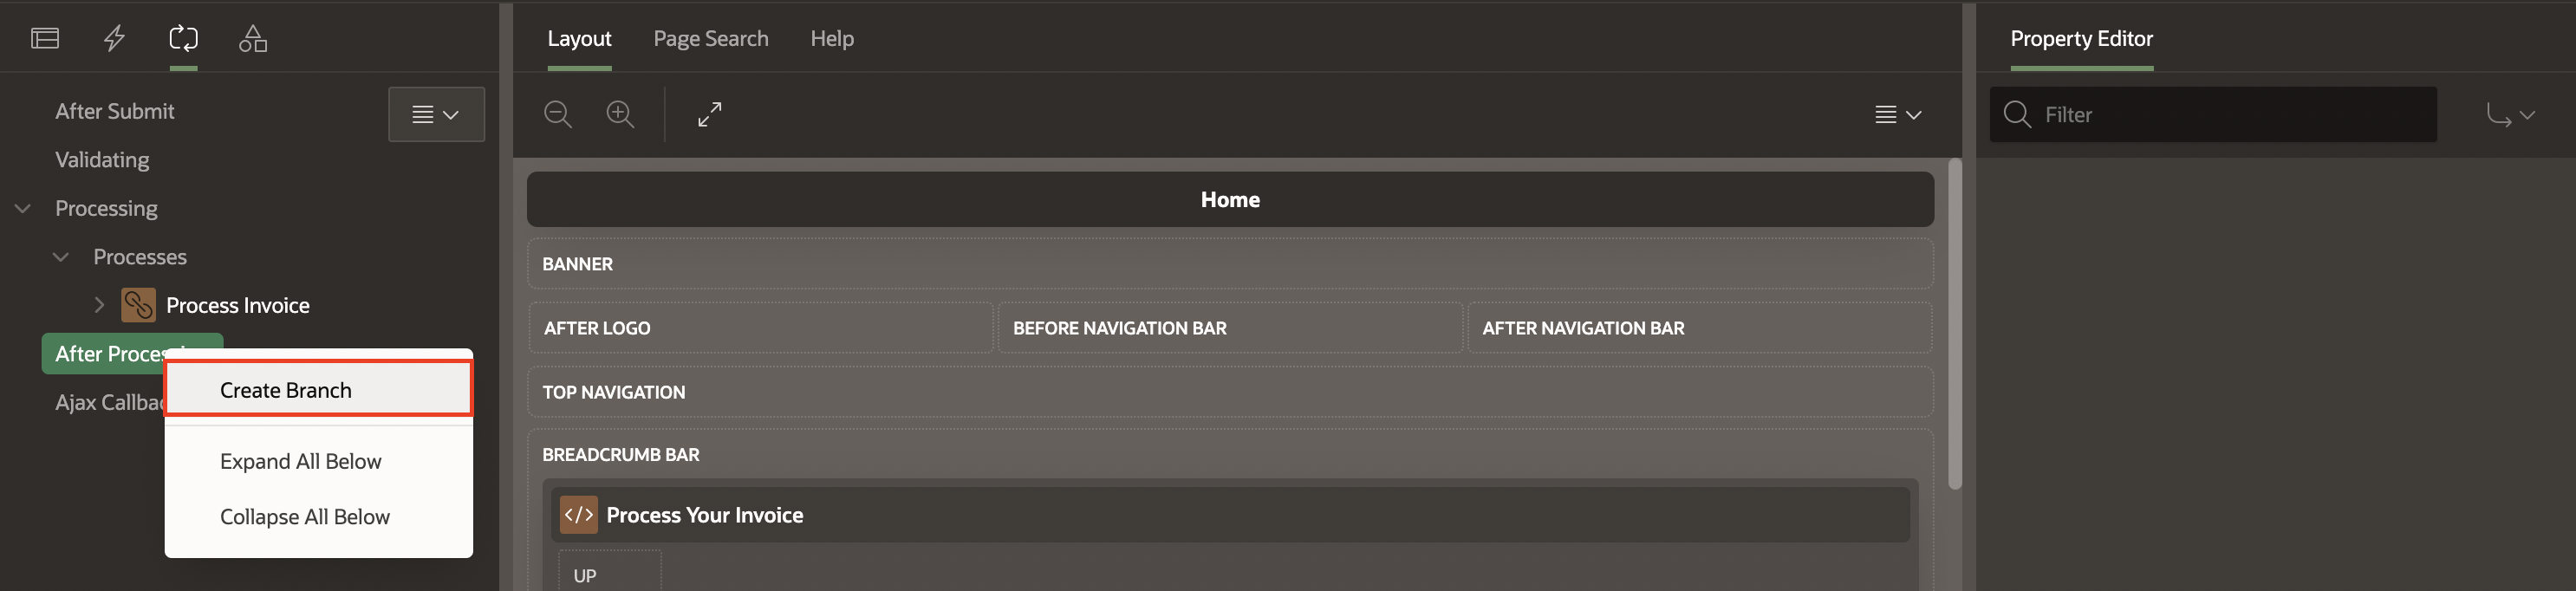 Layout
Page Search
Help
Property Editor
After Submit
Validating
Processing
Processes
Process Invoice
After Proces
Ajax Callba
Create Branch
Expand All Below
Collapse All Below
Home
BANNER
AFTER LOGO
BEFORE NAVIGATION BAR
AFTER NAVIGATION BAR
TOP NAVIGATION
BREADCRUMB BAR
</> Process Your Invoice
UP
Filter